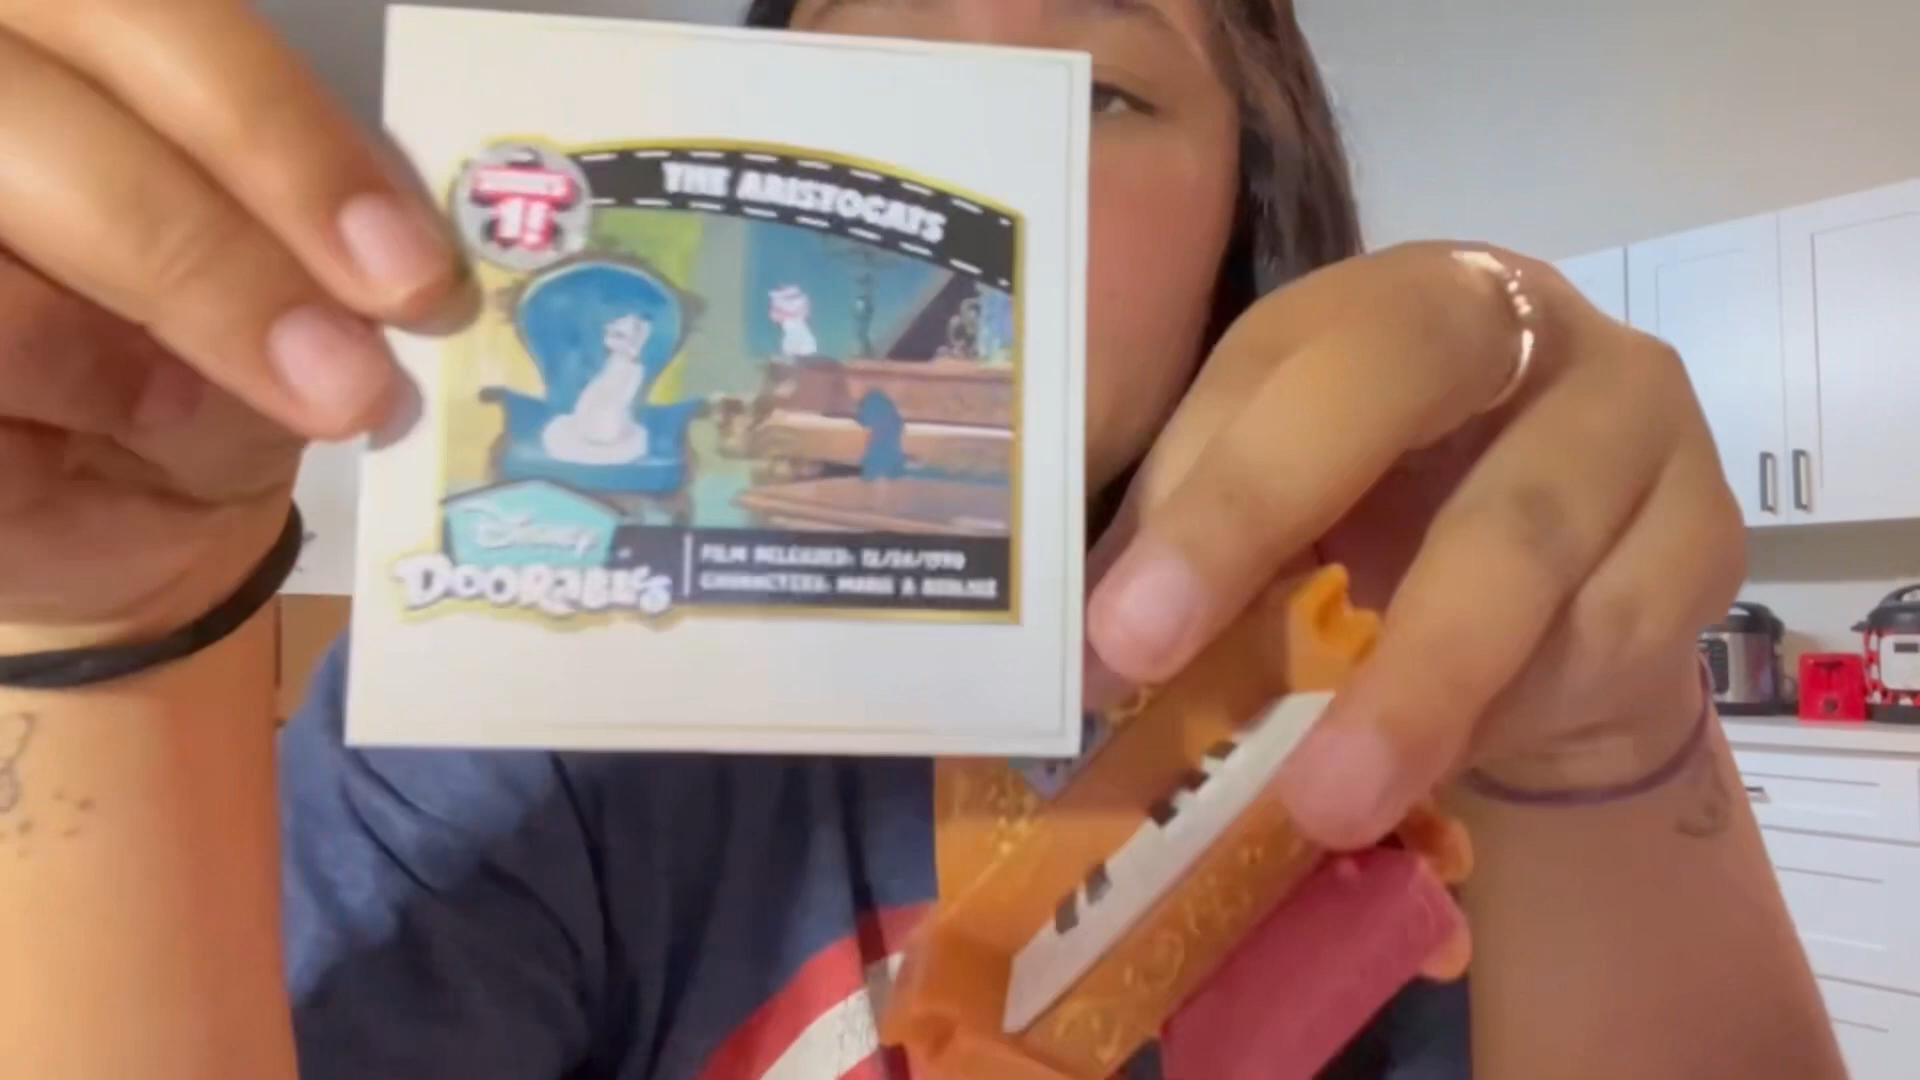 THE ARISTOCATS
Disney
DOORABLES
FILM RELEASED: 12/24/1970
CHARACTERS: MARIE & BERLIOZ